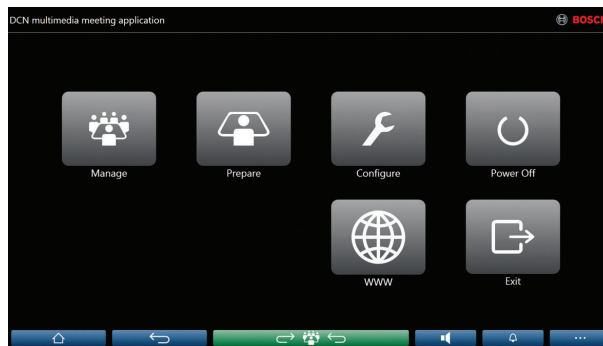 DCN multimedia meeting application
BOSCH
Manage
Prepare
Configure
Power Off
WWW
Exit